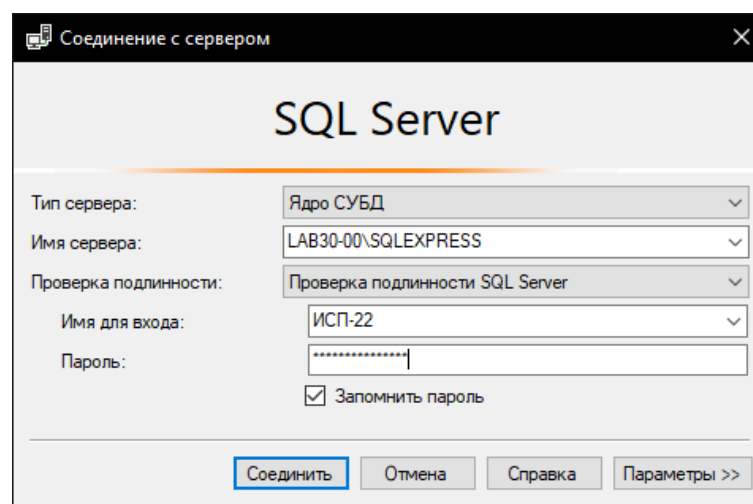 Соединение с сервером
SQL Server
Тип сервера: Ядро СУБД
Имя сервера: LAB30-00\SQLEXPRESS
Проверка подлинности: Проверка подлинности SQL Server
Имя для входа: ИСП-22
Пароль: ***************
Запомнить пароль
Соединить Отмена Справка Параметры >>